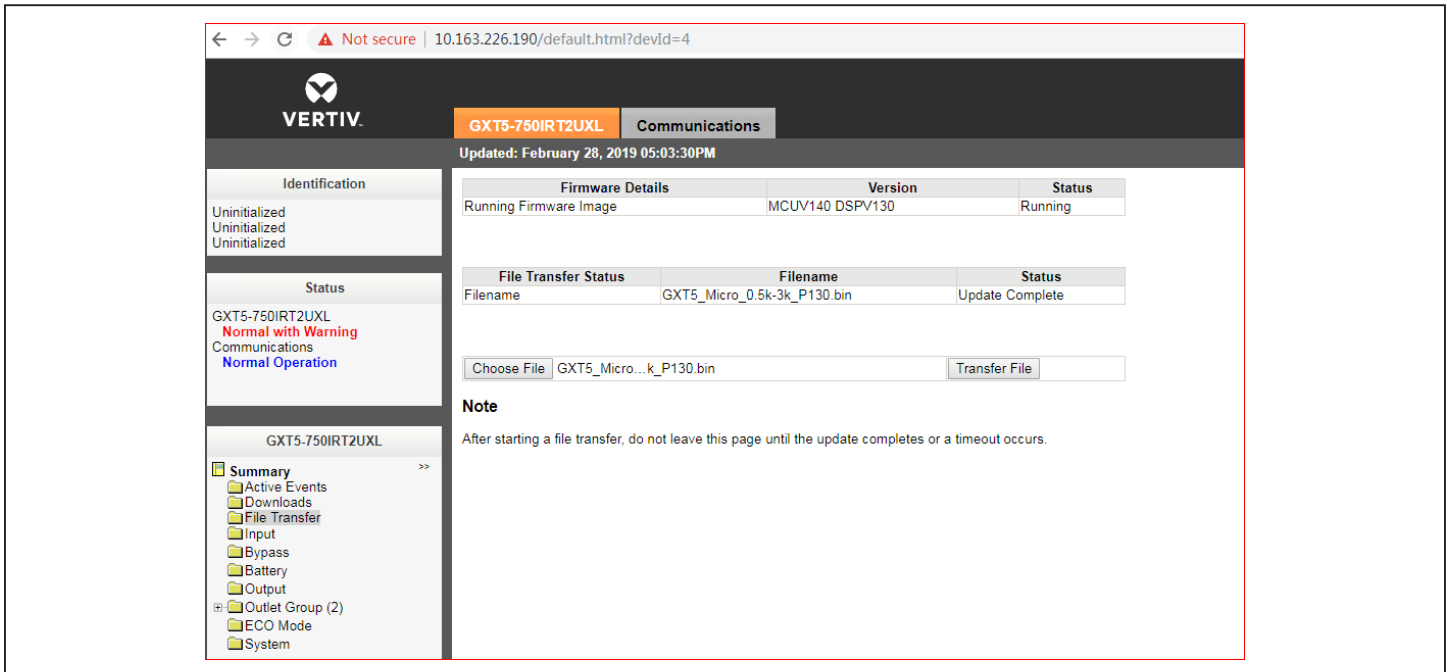 Not secure | 10.163.226.190/default.html?devId=4
VERTIV.
GXT5-750IRT2UXL Communications
Updated: February 28, 2019 05:03:30PM
Identification
Uninitialized
Uninitialized
Uninitialized
Status
GXT5-750IRT2UXL
Normal with Warning
Communications
Normal Operation
GXT5-750IRT2UXL
Summary >>
Active Events
Downloads
File Transfer
Input
Bypass
Battery
Output
Outlet Group (2)
ECO Mode
System
Firmware Details Version Status
Running Firmware Image MCUV140 DSPV130 Running
File Transfer Status Filename Status
Filename GXT5_Micro_0.5k-3k_P130.bin Update Complete
Choose File GXT5_Micro...k_P130.bin Transfer File
Note
After starting a file transfer, do not leave this page until the update completes or a timeout occurs.